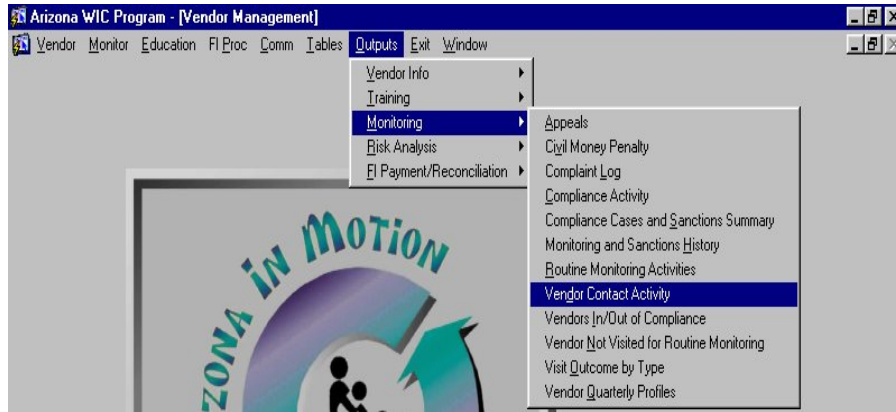 Arizona WIC Program - [Vendor Management]
Vendor Monitor Education FI Proc Comm Tables Outputs Exit Window
Vendor Info
Training
Monitoring
Risk Analysis
FI Payment/Reconciliation
Appeals
Civil Money Penalty
Complaint Log
Compliance Activity
Compliance Cases and Sanctions Summary
Monitoring and Sanctions History
Routine Monitoring Activities
Vendor Contact Activity
Vendors In/Out of Compliance
Vendor Not Visited for Routine Monitoring
Visit Outcome by Type
Vendor Quarterly Profiles
IZONA IN MOTION